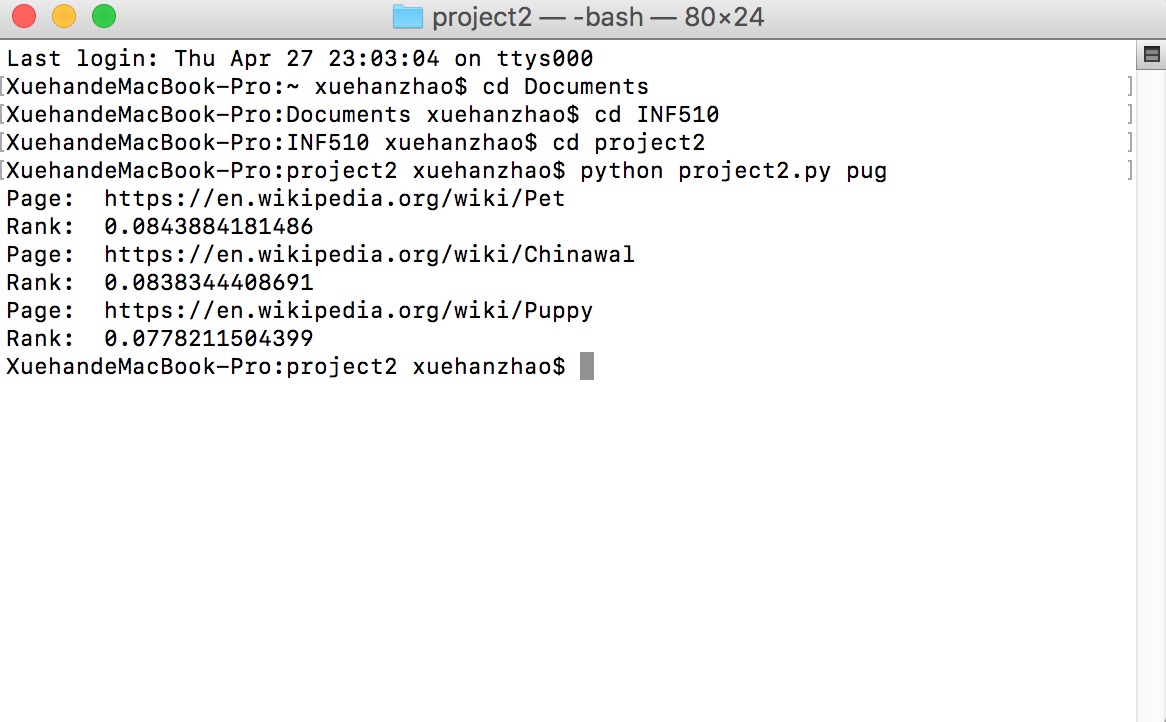 project2 — -bash — 80×24
Last login: Thu Apr 27 23:03:04 on ttys000
[XuehandeMacBook-Pro:~ xuehanzhao$ cd Documents ]
[XuehandeMacBook-Pro:Documents xuehanzhao$ cd INF510 ]
[XuehandeMacBook-Pro:INF510 xuehanzhao$ cd project2 ]
[XuehandeMacBook-Pro:project2 xuehanzhao$ python project2.py pug ]
Page:  https://en.wikipedia.org/wiki/Pet
Rank:  0.0843884181486
Page:  https://en.wikipedia.org/wiki/Chinawal
Rank:  0.0838344408691
Page:  https://en.wikipedia.org/wiki/Puppy
Rank:  0.0778211504399
XuehandeMacBook-Pro:project2 xuehanzhao$